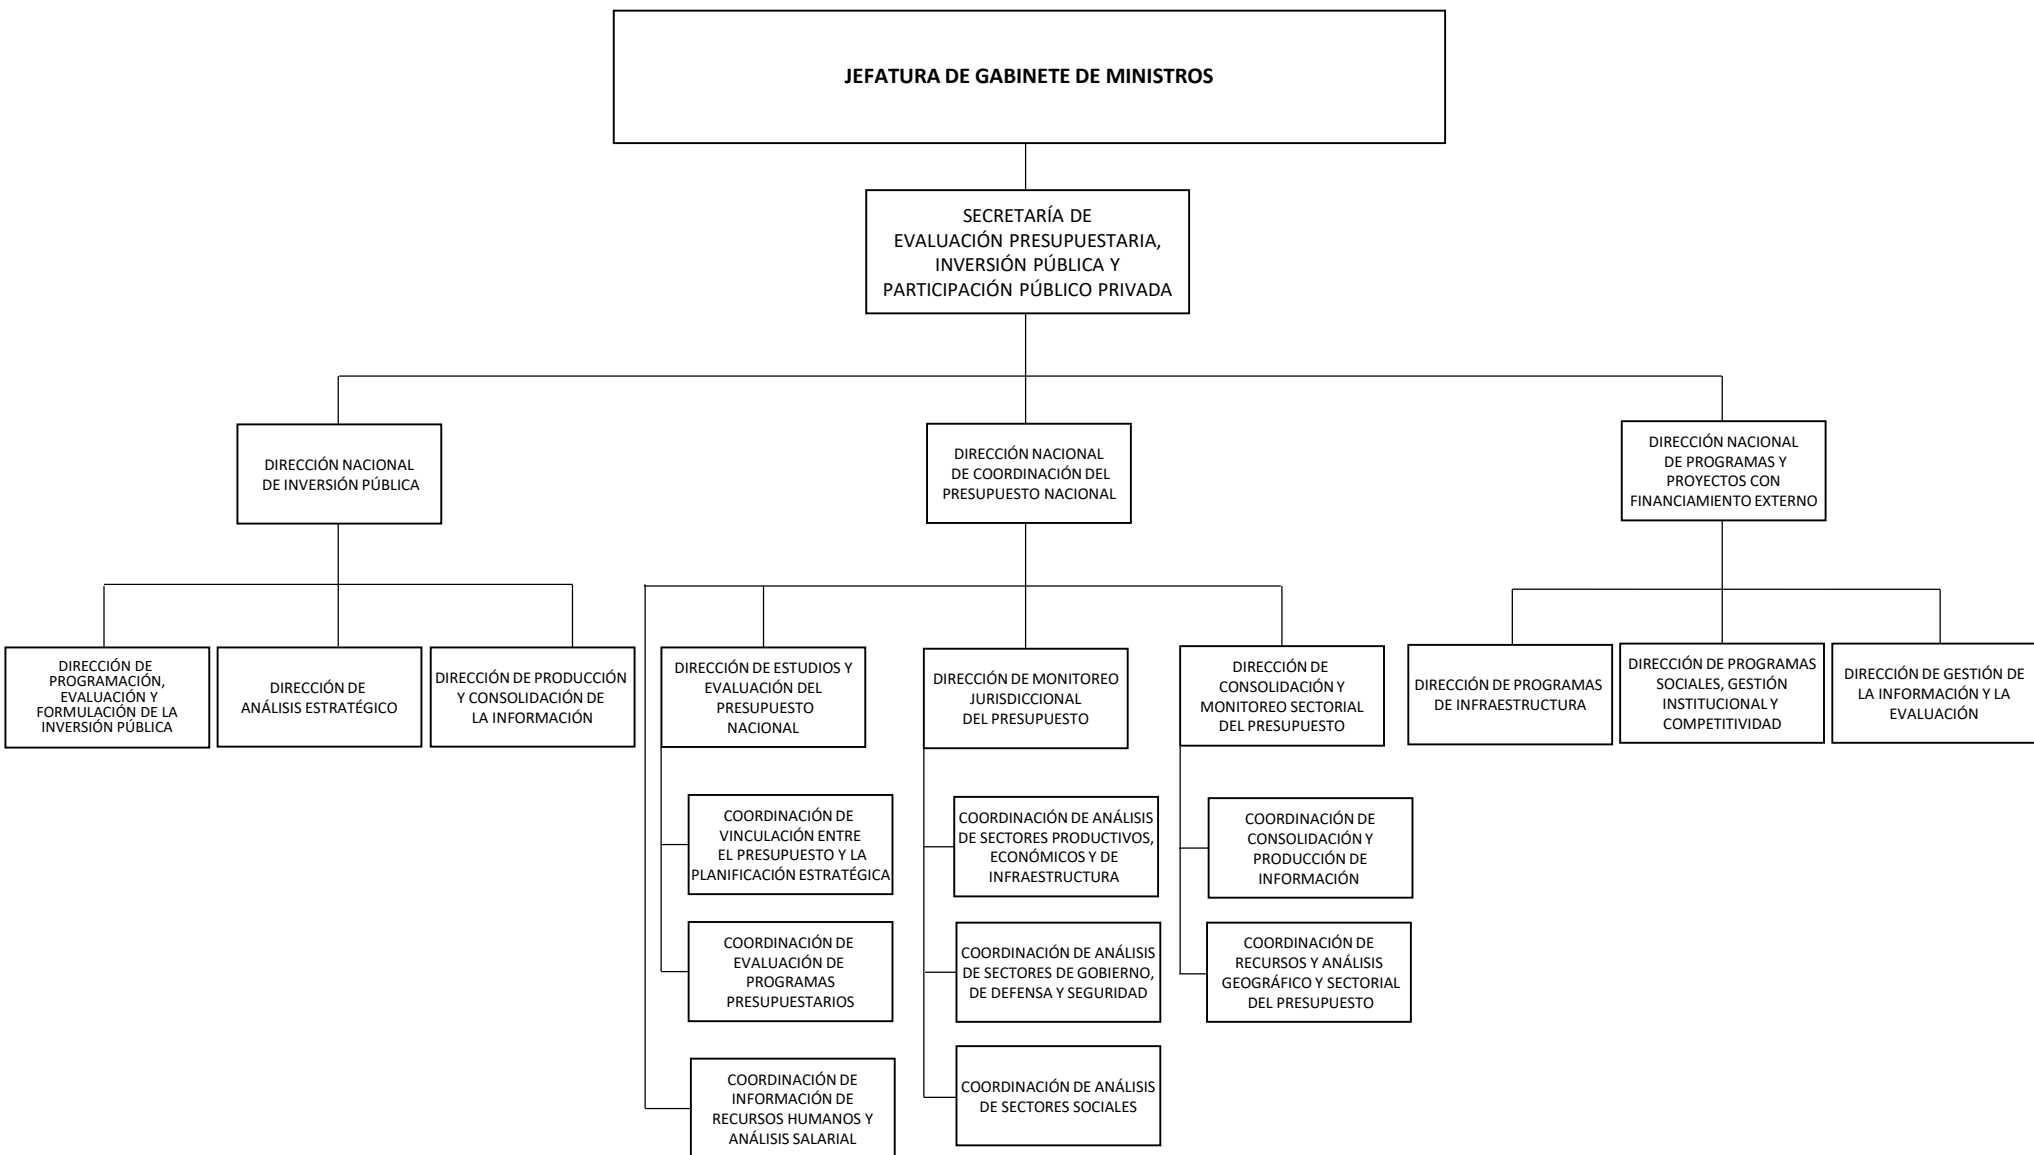 JEFATURA DE GABINETE DE MINISTROS
SECRETARÍA DE
EVALUACIÓN PRESUPUESTARIA,
INVERSIÓN PÚBLICA Y
PARTICIPACIÓN PÚBLICO PRIVADA
DIRECCIÓN NACIONAL
DE INVERSIÓN PÚBLICA
DIRECCIÓN NACIONAL
DE COORDINACIÓN DEL
PRESUPUESTO NACIONAL
DIRECCIÓN NACIONAL
DE PROGRAMAS Y
PROYECTOS CON
FINANCIAMIENTO EXTERNO
DIRECCIÓN DE
PROGRAMACIÓN,
EVALUACIÓN Y
FORMULACIÓN DE LA
INVERSIÓN PÚBLICA
DIRECCIÓN DE
ANÁLISIS ESTRATÉGICO
DIRECCIÓN DE PRODUCCIÓN
Y CONSOLIDACIÓN DE
LA INFORMACIÓN
DIRECCIÓN DE ESTUDIOS Y
EVALUACIÓN DEL
PRESUPUESTO
NACIONAL
DIRECCIÓN DE MONITOREO
JURISDICCIONAL
DEL PRESUPUESTO
DIRECCIÓN DE
CONSOLIDACIÓN Y
MONITOREO SECTORIAL
DEL PRESUPUESTO
DIRECCIÓN DE PROGRAMAS
DE INFRAESTRUCTURA
DIRECCIÓN DE PROGRAMAS
SOCIALES, GESTIÓN
INSTITUCIONAL Y
COMPETITIVIDAD
DIRECCIÓN DE GESTIÓN DE
LA INFORMACIÓN Y LA
EVALUACIÓN
COORDINACIÓN DE
VINCULACIÓN ENTRE
EL PRESUPUESTO Y LA
PLANIFICACIÓN ESTRATÉGICA
COORDINACIÓN DE ANÁLISIS
DE SECTORES PRODUCTIVOS,
ECONÓMICOS Y DE
INFRAESTRUCTURA
COORDINACIÓN DE
CONSOLIDACIÓN Y
PRODUCCIÓN DE
INFORMACIÓN
COORDINACIÓN DE
EVALUACIÓN DE
PROGRAMAS
PRESUPUESTARIOS
COORDINACIÓN DE ANÁLISIS
DE SECTORES DE GOBIERNO,
DE DEFENSA Y SEGURIDAD
COORDINACIÓN DE
RECURSOS Y ANÁLISIS
GEOGRÁFICO Y SECTORIAL
DEL PRESUPUESTO
COORDINACIÓN DE
INFORMACIÓN DE
RECURSOS HUMANOS Y
ANÁLISIS SALARIAL
COORDINACIÓN DE ANÁLISIS
DE SECTORES SOCIALES